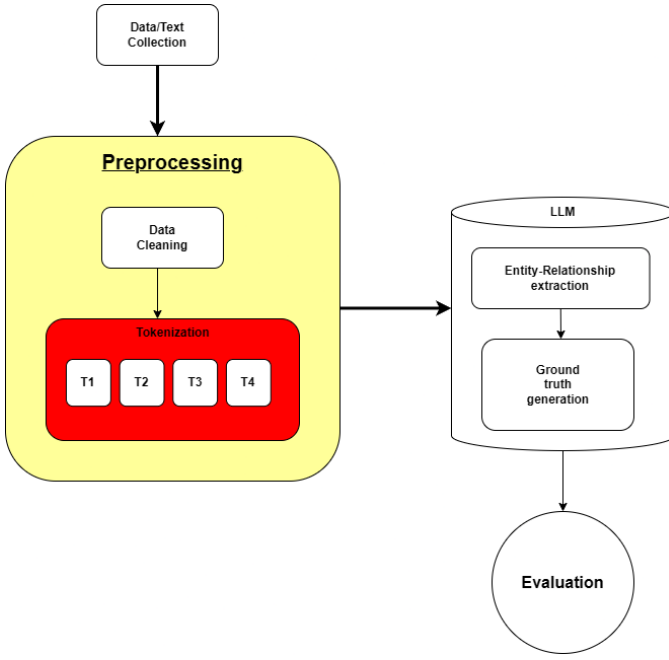 Data/Text
Collection
Preprocessing
Data
Cleaning
Tokenization
T1
T2
T3
T4
LLM
Entity-Relationship
extraction
Ground
truth
generation
Evaluation